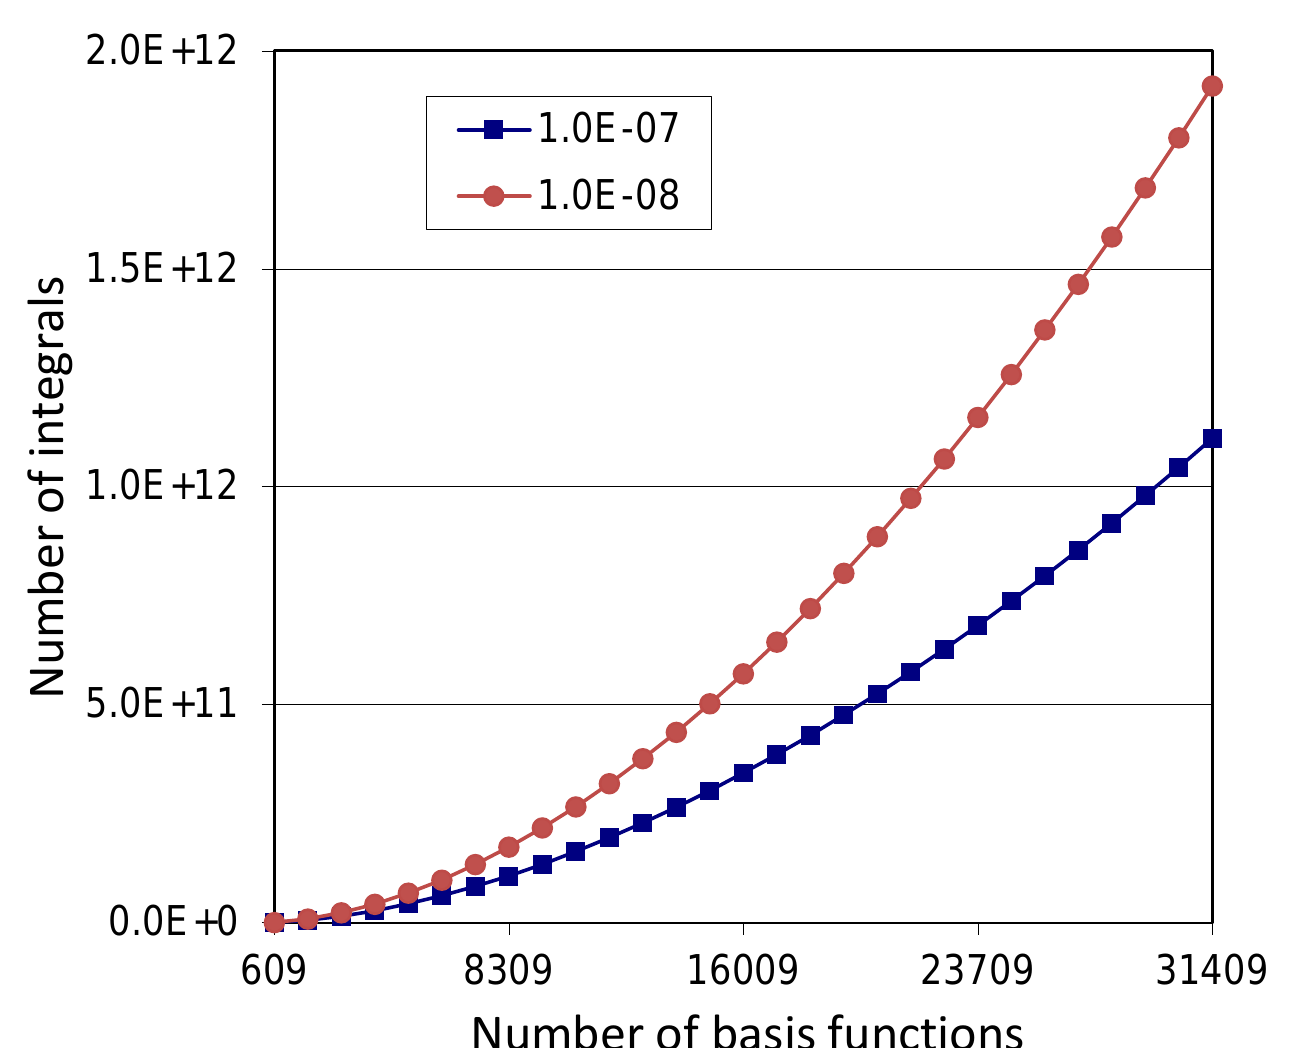 2.0E+12
1.0E-07
1.0E-08
1.5E+12
1.0E+12
5.0E+11
0.0E+0
Number of integrals
609 8309 16009 23709 31409
Number of basis functions